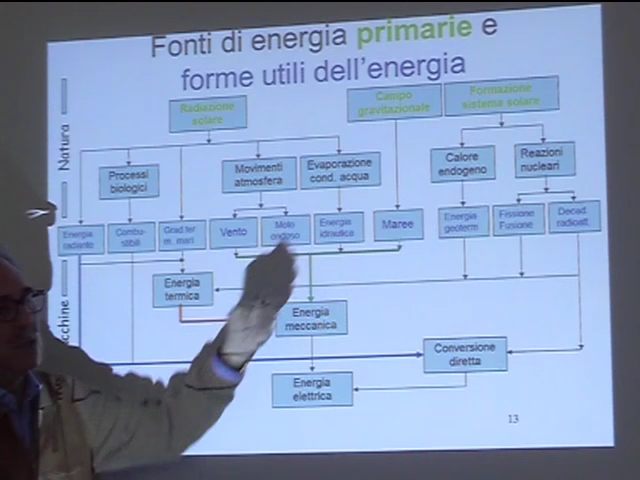 Fonti di energia primarie e
forme utili dell'energia
Radiazione
solare
Campo
gravitazionale
Formazione
sistema solare
Natura
Processi
biologici
Movimenti
atmosfera
Evaporazione
cond. acqua
Calore
endogeno
Reazioni
nucleari
Energia
radiante
Combu-
stibili
Grad.ter
m. mari
Vento
Moto
ondoso
Energia
idraulica
Maree
Energia
geoterm
Fissione
Fusione
Decad.
radioatt.
cchine
Energia
termica
Energia
meccanica
Conversione
diretta
Energia
elettrica
13